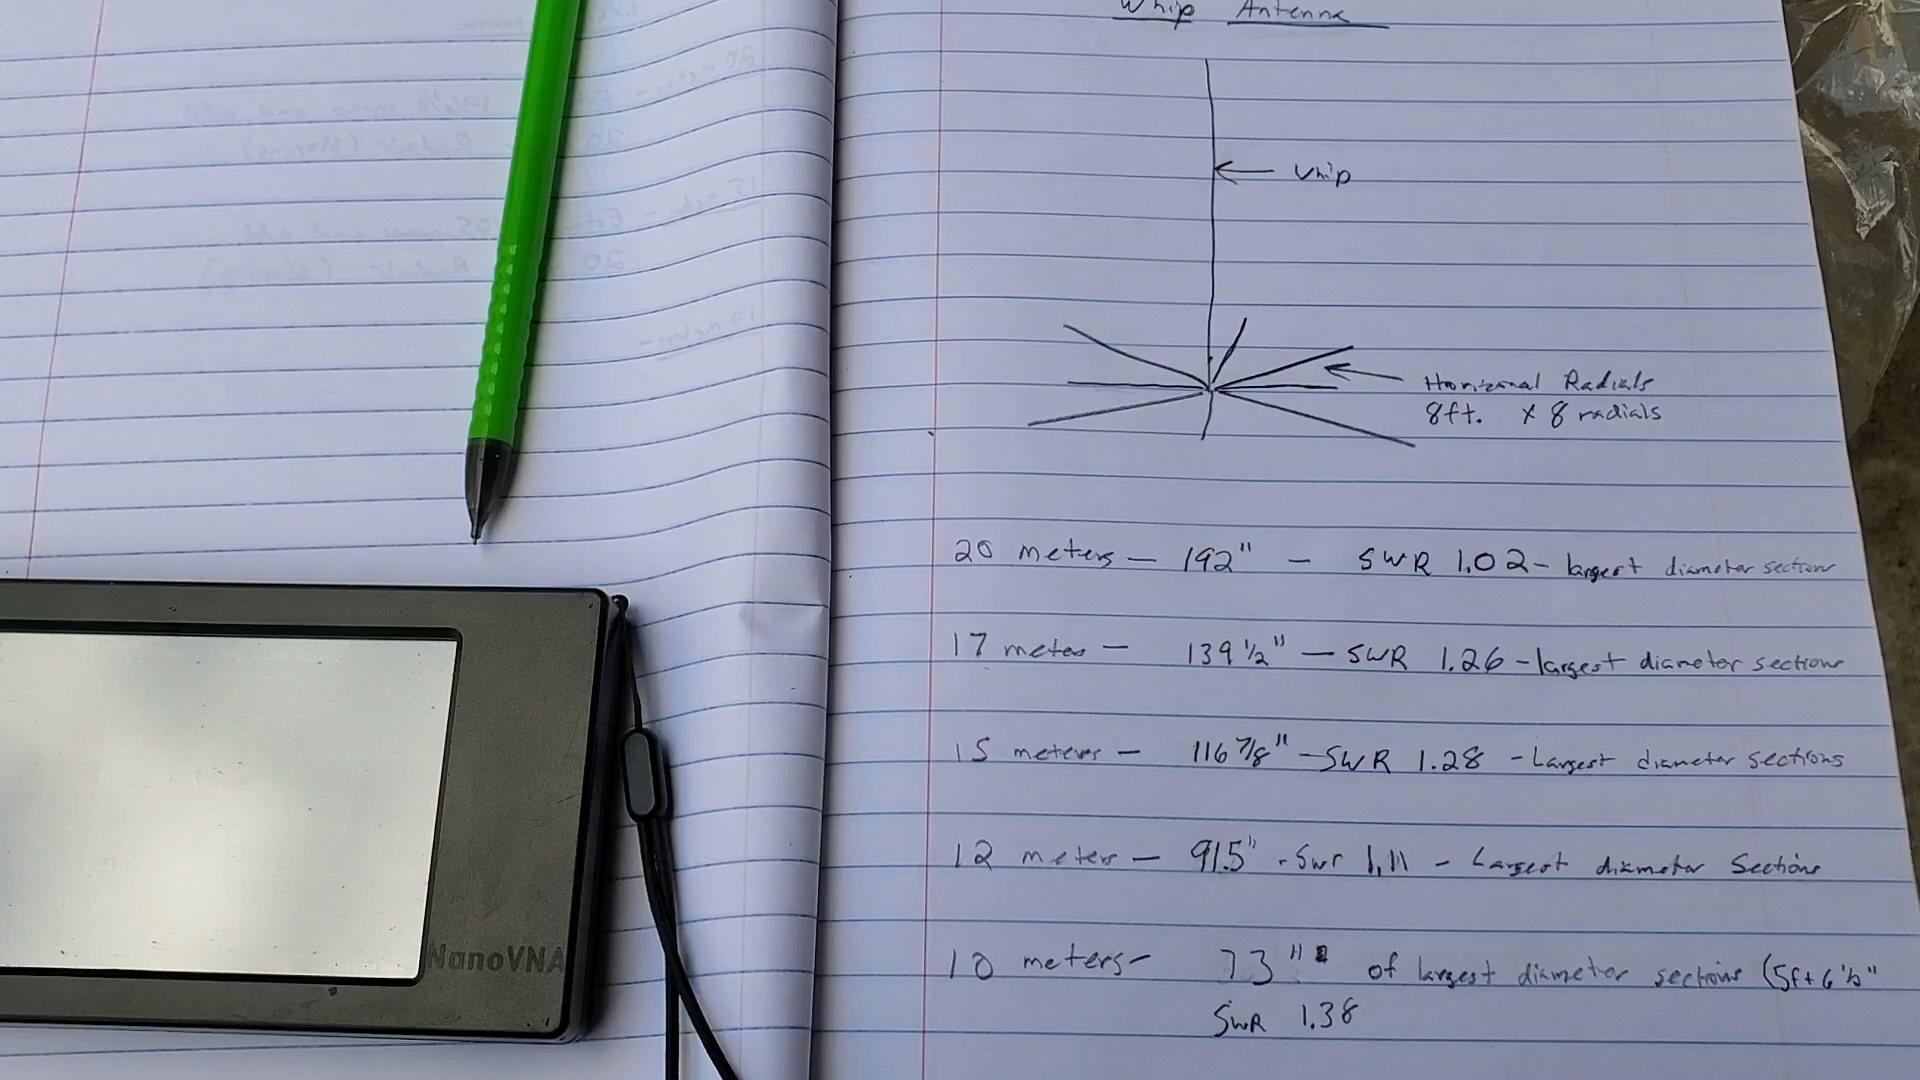 Whip Antenna
Whip
Horizonal Radials
8ft. x 8 radials
20 meters — 192" — SWR 1.02 - largest diameter sections
17 meters — 139 1/2" — SWR 1.26 - largest diameter sections
15 meters — 116 7/8" - SWR 1.28 - Largest diameter sections
12 meters — 91.5" - Swr 1.11 - Largest diameter Sections
10 meters - 73" of largest diameter sections (5ft + 6 1/2"
SWR 1.38
NanoVNA